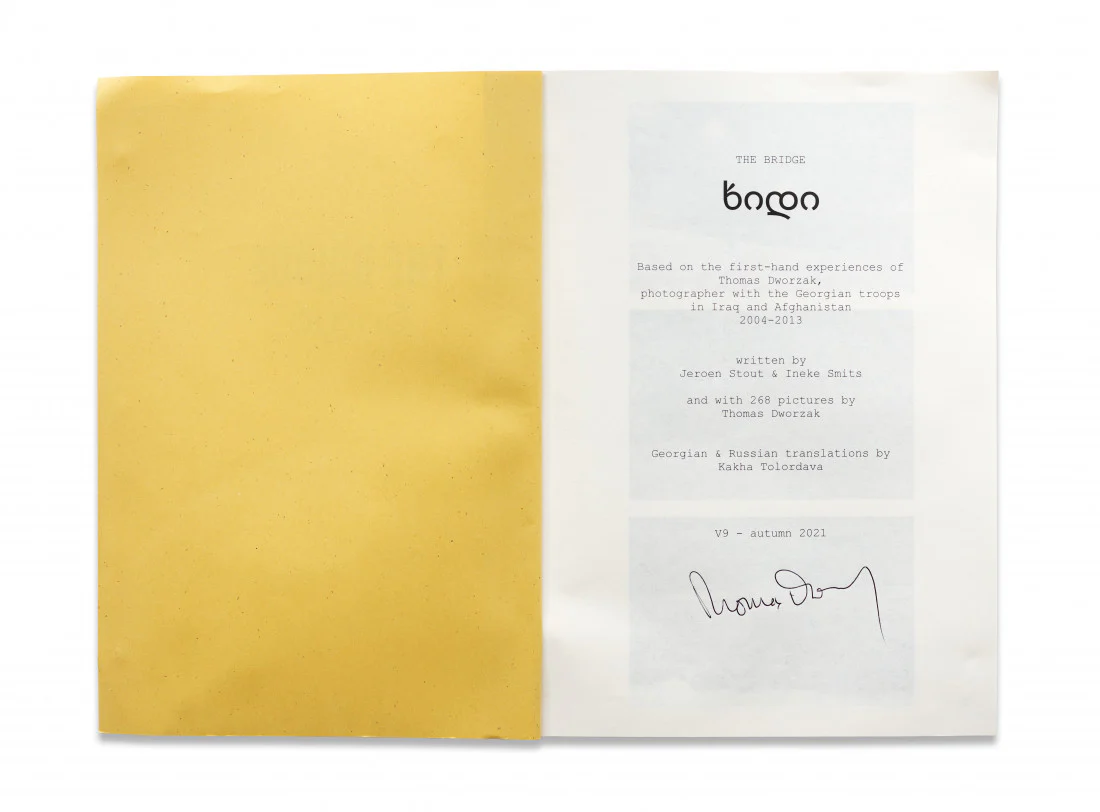 THE BRIDGE
ხიდი
Based on the first-hand experiences of
Thomas Dworzak,
photographer with the Georgian troops
in Iraq and Afghanistan
2004-2013
written by
Jeroen Stout & Ineke Smits
and with 268 pictures by
Thomas Dworzak
Georgian & Russian translations by
Kakha Tolordava
V9 - autumn 2021